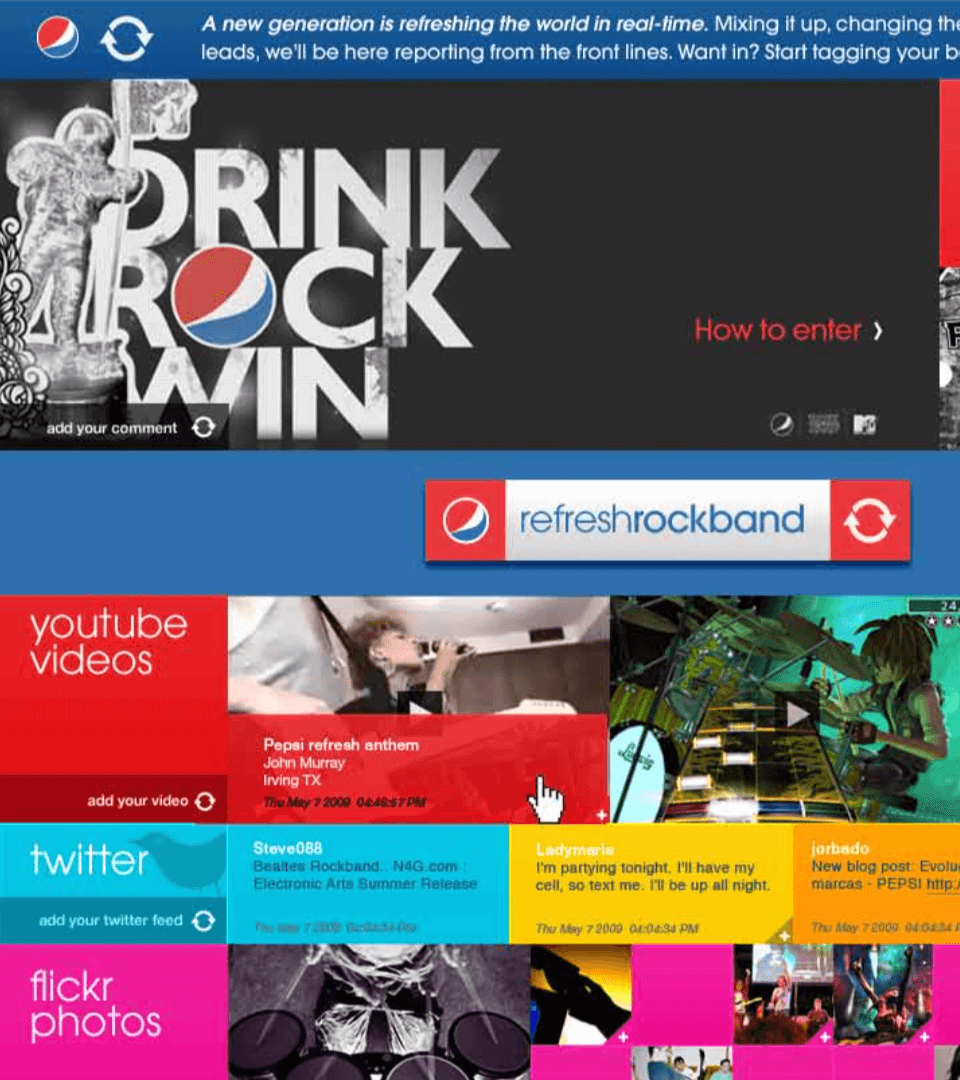 A new generation is refreshing the world in real-time. Mixing it up, changing the
leads, we'll be here reporting from the front lines. Want in? Start tagging your b
DRINK
ROCK
WIN
How to enter ›
add your comment
refreshrockband
youtube
videos
24
Pepsi refresh anthem
John Murray
Irving TX
Thu May 7 2009 04:46:57 PM
add your video
twitter
add your twitter feed
Steve088
Bealtes Rockband.. N4G.com :
Electronic Arts Summer Release
Thu May 7 2009 04:04:34 PM
Ladymarie
I'm partying tonight. I'll have my
cell, so text me. I'll be up all night.
Thu May 7 2009 04:04:34 PM
jorbado
New blog post: Evolu
marcas - PEPSI http:/
Thu May 7 2009 04:04:34 P
flickr
photos